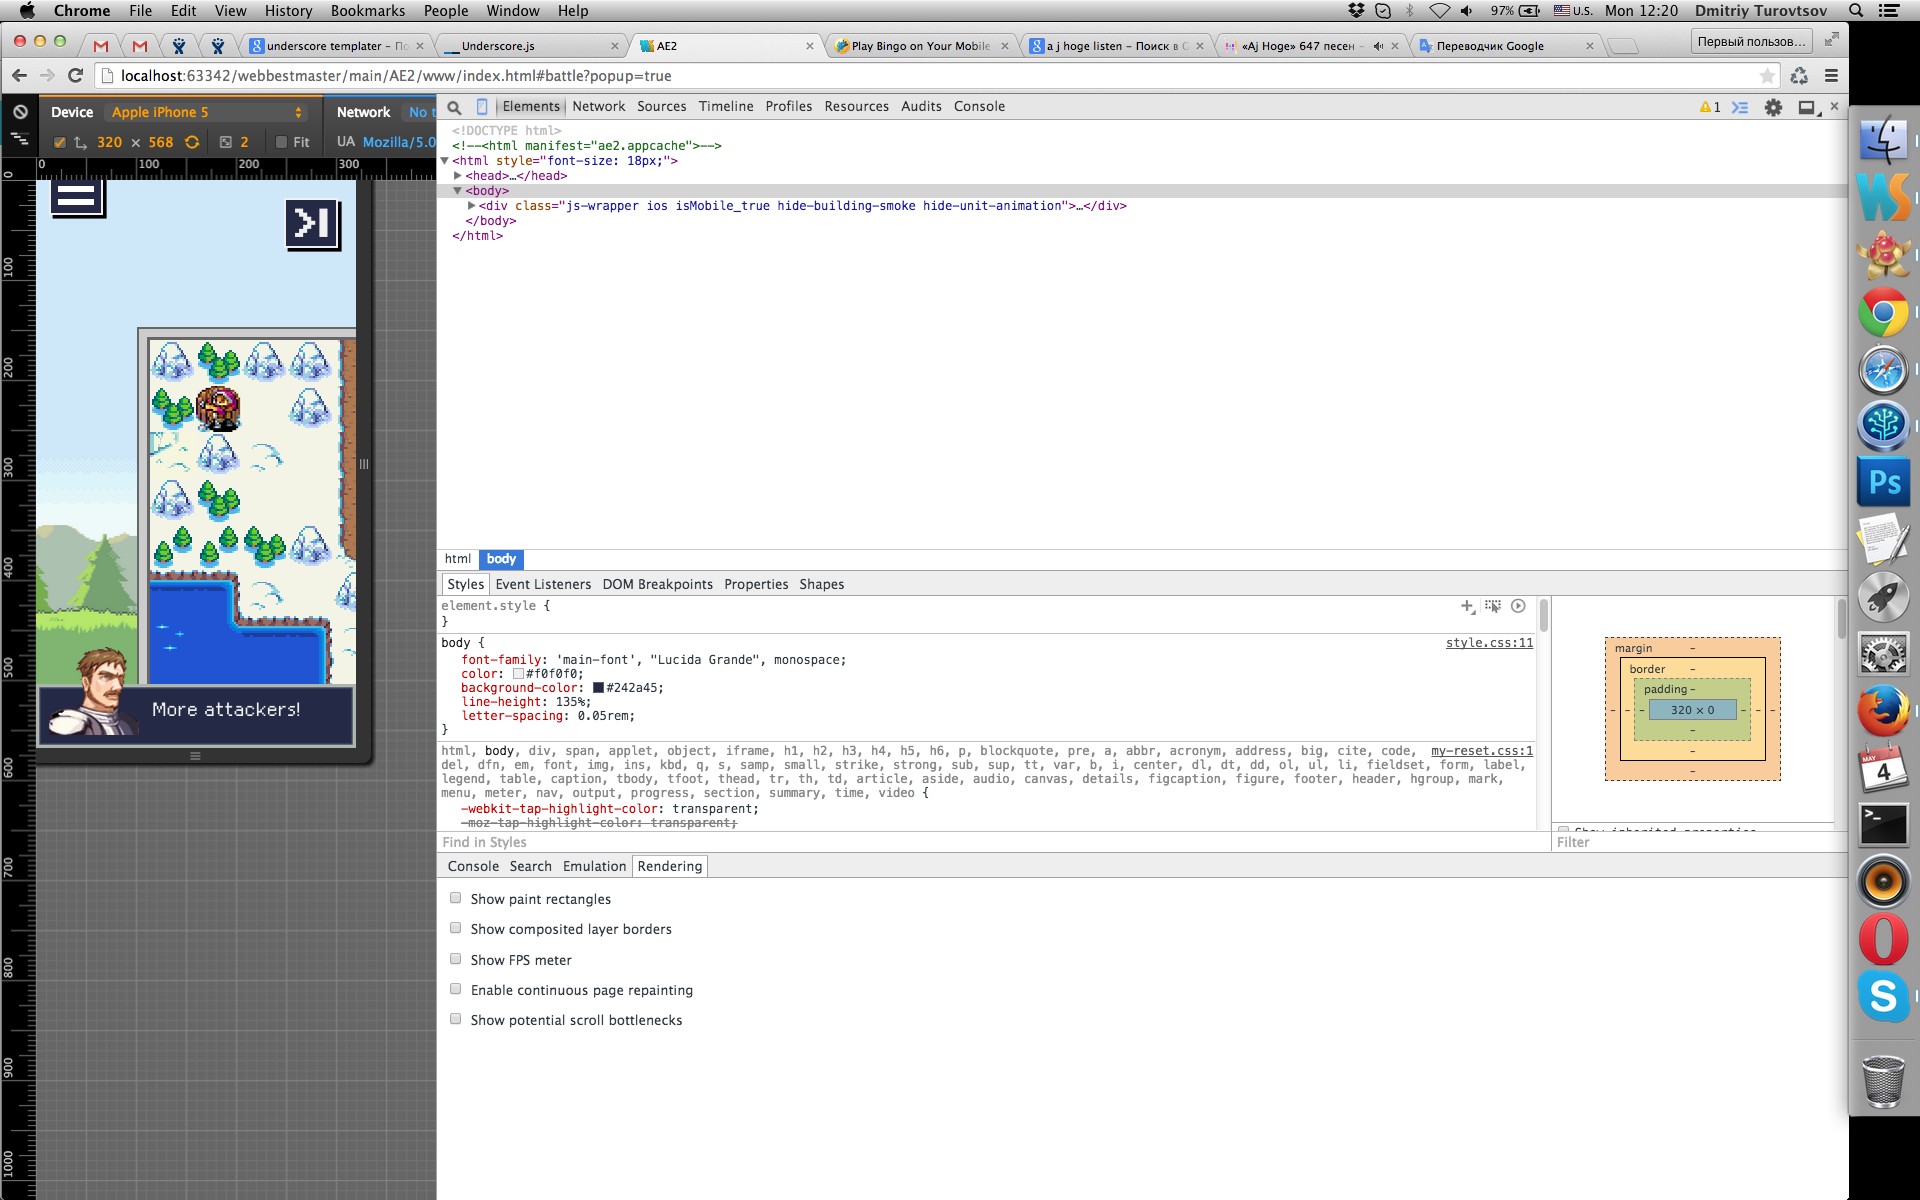 Chrome File Edit View History Bookmarks People Window Help 97% U.S. Mon 12:20 Dmitriy Turovtsov
underscore templater – По Underscore.js AE2 Play Bingo on Your Mobile a j hoge listen – Поиск в G «Aj Hoge» 647 песен – Переводчик Google Первый пользов…
localhost:63342/webbestmaster/main/AE2/www/index.html#battle?popup=true
Device Apple iPhone 5 Network No t
320 × 568 2 Fit UA Mozilla/5.0
Elements Network Sources Timeline Profiles Resources Audits Console 1
<!DOCTYPE html>
<!--<html manifest="ae2.appcache">-->
<html style="font-size: 18px;">
<head>…</head>
<body>
<div class="js-wrapper ios isMobile_true hide-building-smoke hide-unit-animation">…</div>
</body>
</html>
0 100 200 300
0
100
200
300
400
500
600
700
800
900
1000
More attackers!
html body
Styles Event Listeners DOM Breakpoints Properties Shapes
element.style {
}
body { style.css:11
font-family: 'main-font', "Lucida Grande", monospace;
color: #f0f0f0;
background-color: #242a45;
line-height: 135%;
letter-spacing: 0.05rem;
}
html, body, div, span, applet, object, iframe, h1, h2, h3, h4, h5, h6, p, blockquote, pre, a, abbr, acronym, address, big, cite, code, my-reset.css:1
del, dfn, em, font, img, ins, kbd, q, s, samp, small, strike, strong, sub, sup, tt, var, b, i, center, dl, dt, dd, ol, ul, li, fieldset, form, label,
legend, table, caption, tbody, tfoot, thead, tr, th, td, article, aside, audio, canvas, details, figcaption, figure, footer, header, hgroup, mark,
menu, meter, nav, output, progress, section, summary, time, video {
-webkit-tap-highlight-color: transparent;
-moz-tap-highlight-color: transparent;
Find in Styles
margin –
border –
padding –
– – – 320 × 0 – – –
–
–
–
Show inherited properties
Filter
Console Search Emulation Rendering
Show paint rectangles
Show composited layer borders
Show FPS meter
Enable continuous page repainting
Show potential scroll bottlenecks
WS
Ps
MAY
4
>_
S